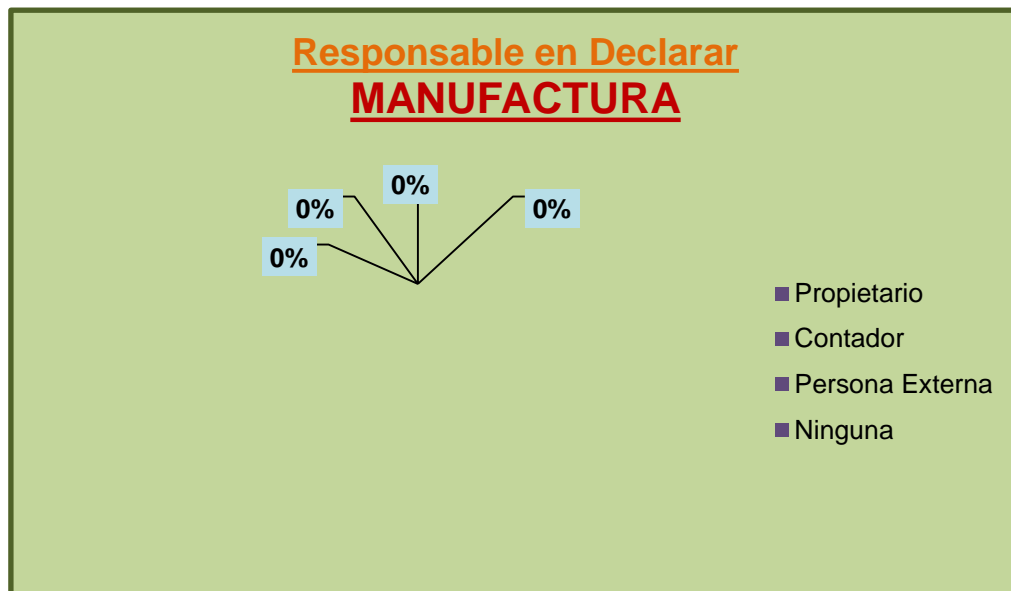 Responsable en Declarar
MANUFACTURA
0%
0%
0%
0%
Propietario
Contador
Persona Externa
Ninguna